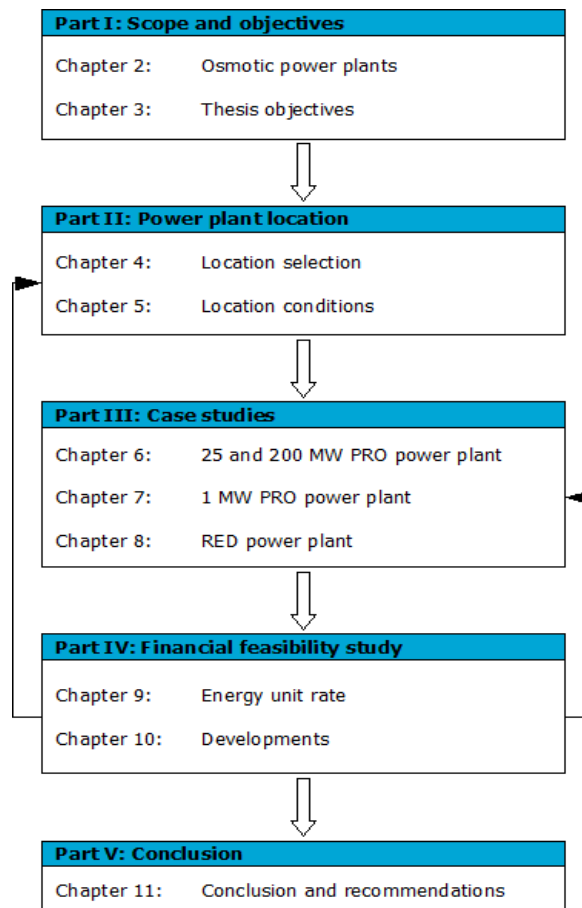 Part I: Scope and objectives
Chapter 2: Osmotic power plants
Chapter 3: Thesis objectives
Part II: Power plant location
Chapter 4: Location selection
Chapter 5: Location conditions
Part III: Case studies
Chapter 6: 25 and 200 MW PRO power plant
Chapter 7: 1 MW PRO power plant
Chapter 8: RED power plant
Part IV: Financial feasibility study
Chapter 9: Energy unit rate
Chapter 10: Developments
Part V: Conclusion
Chapter 11: Conclusion and recommendations